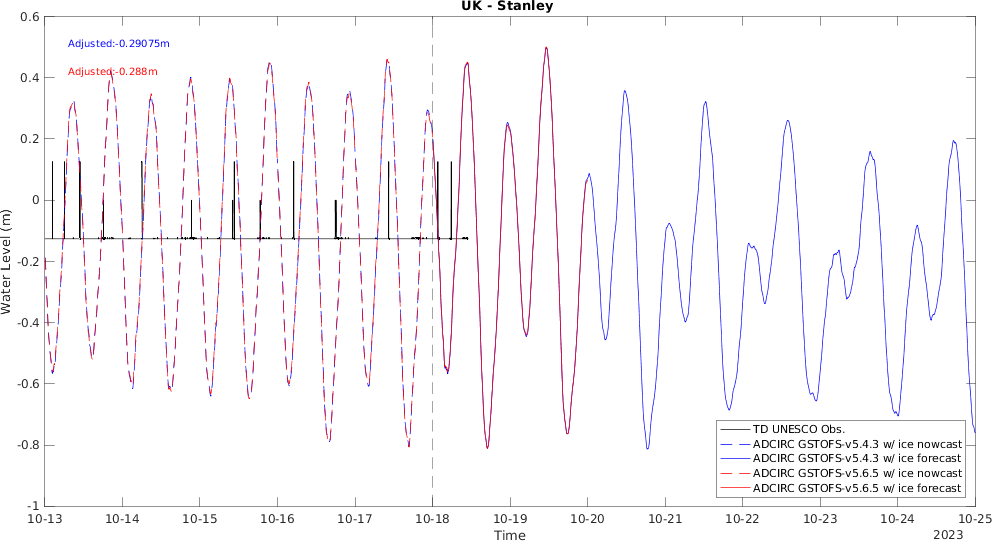 UK - Stanley
0.6
0.4
0.2
0
-0.2
-0.4
-0.6
-0.8
-1
Water Level (m)
Adjusted:-0.29075m
Adjusted:-0.288m
TD UNESCO Obs.
ADCIRC GSTOFS-v5.4.3 w/ ice nowcast
ADCIRC GSTOFS-v5.4.3 w/ ice forecast
ADCIRC GSTOFS-v5.6.5 w/ ice nowcast
ADCIRC GSTOFS-v5.6.5 w/ ice forecast
10-13 10-14 10-15 10-16 10-17 10-18 10-19 10-20 10-21 10-22 10-23 10-24 10-25
Time
2023